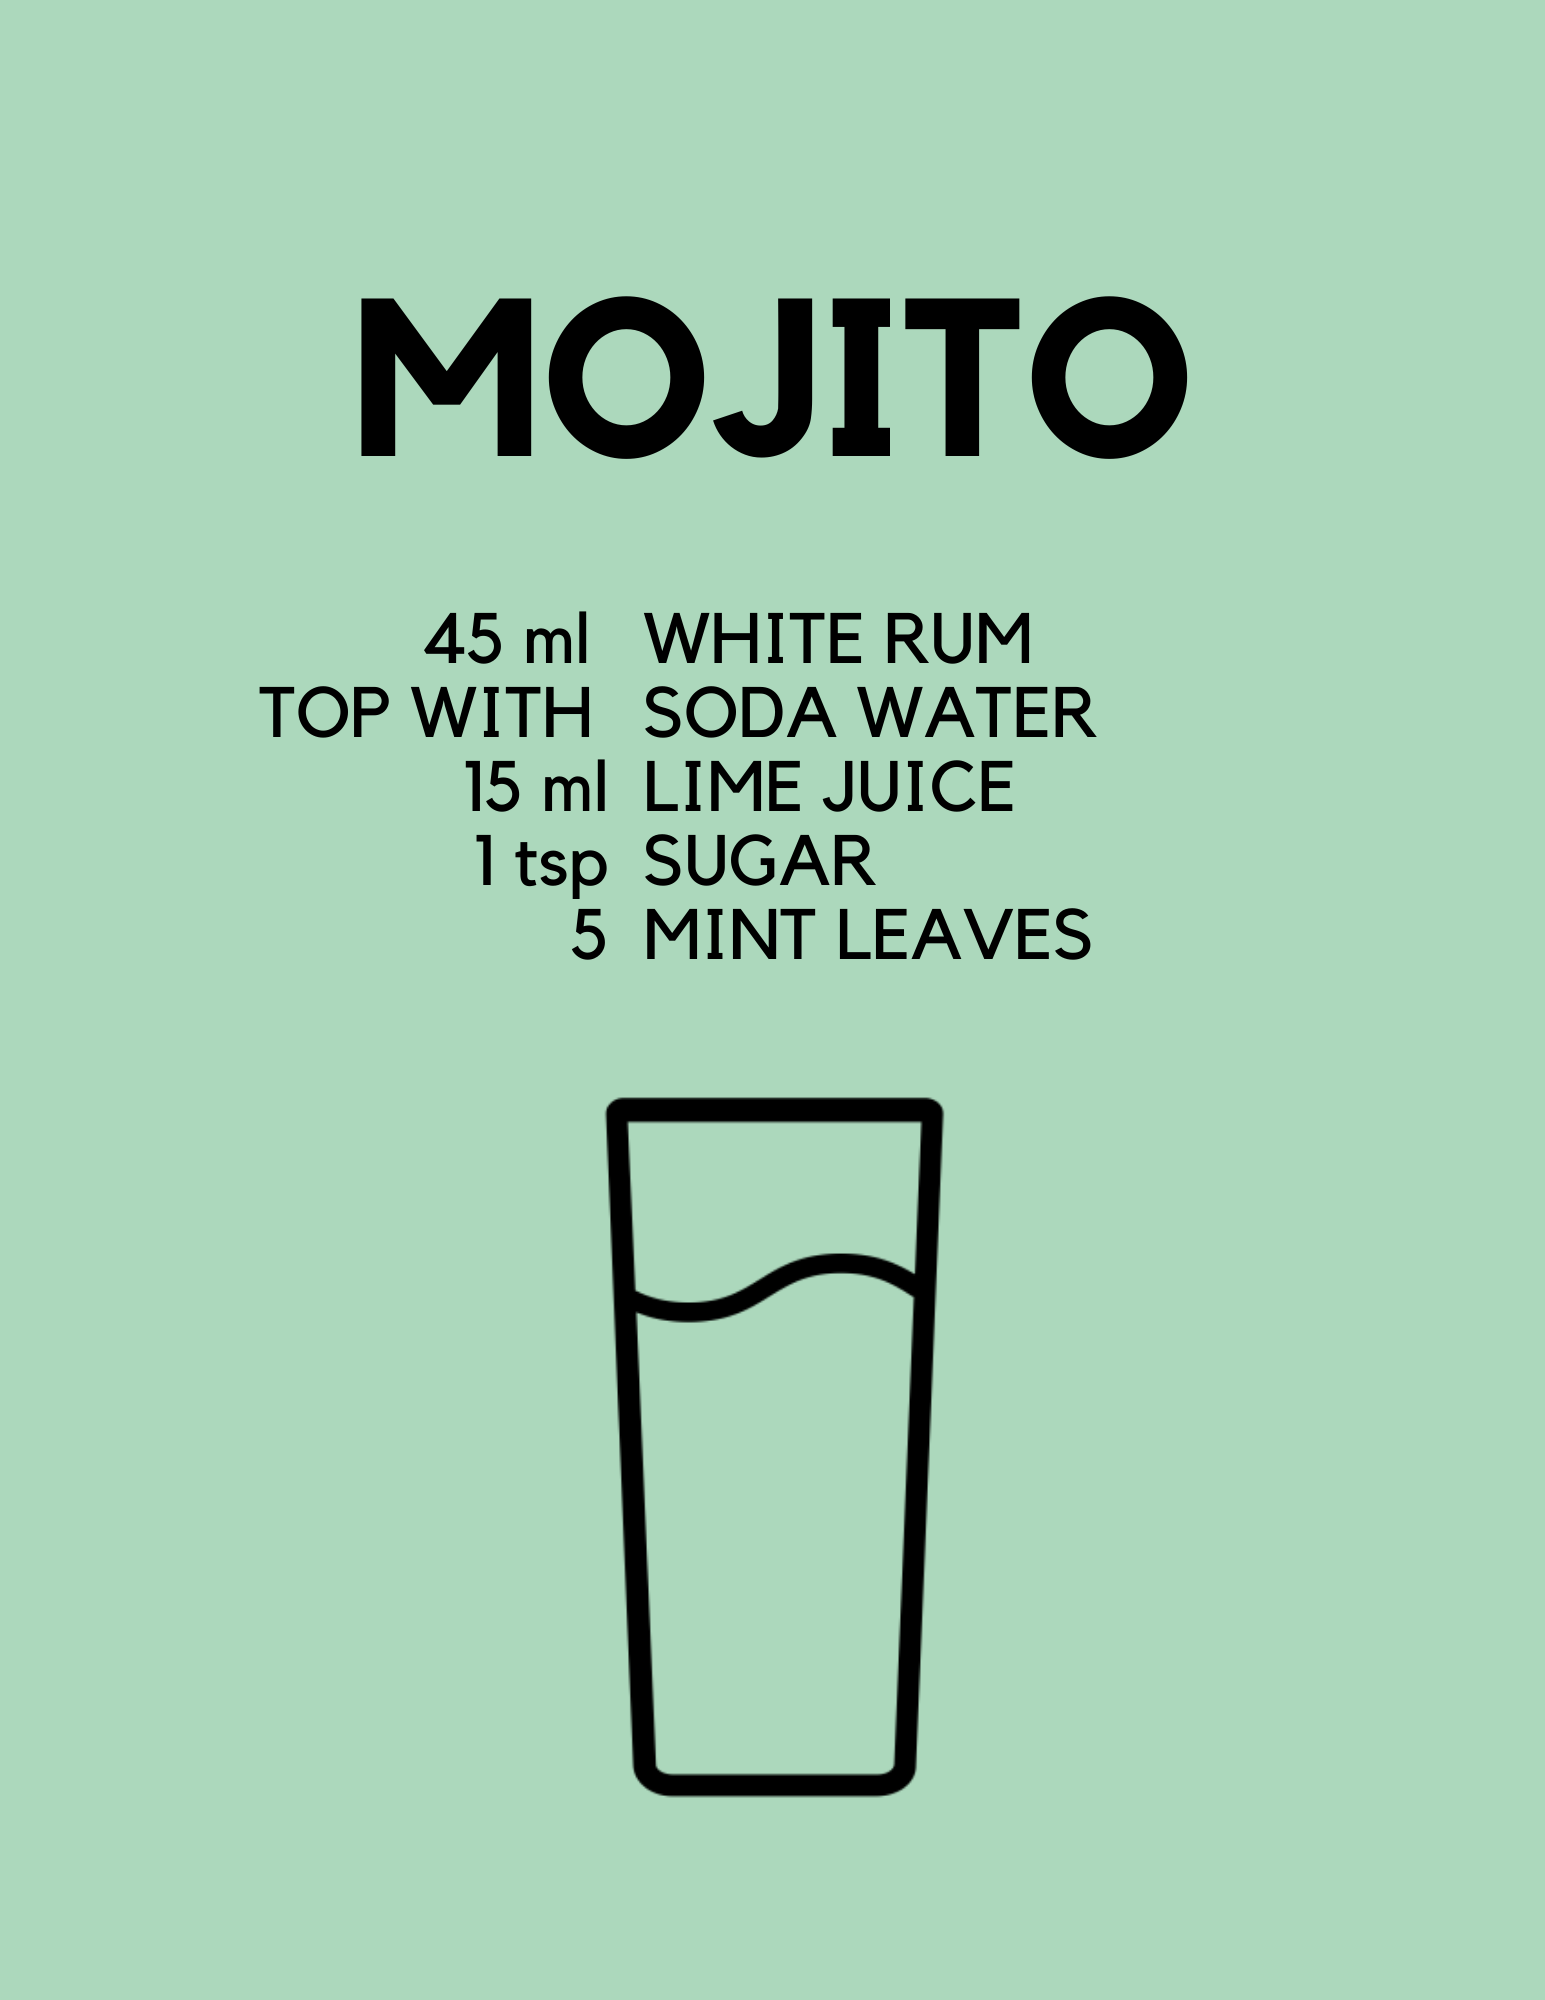 MOJITO
45 ml WHITE RUM
TOP WITH SODA WATER
15 ml LIME JUICE
1 tsp SUGAR
5 MINT LEAVES